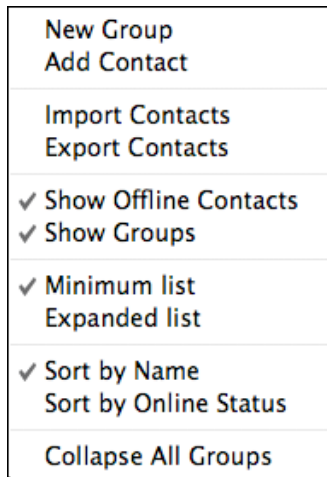 New Group
Add Contact
Import Contacts
Export Contacts
Show Offline Contacts
Show Groups
Minimum list
Expanded list
Sort by Name
Sort by Online Status
Collapse All Groups